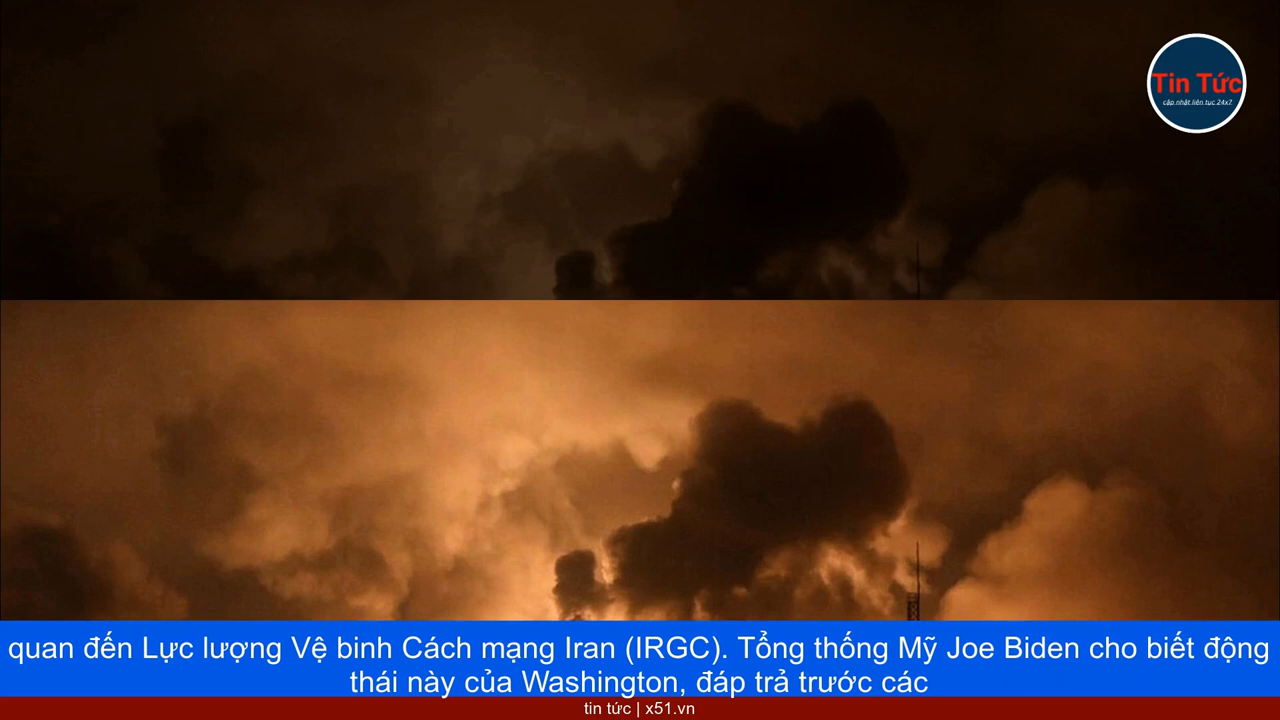 Tin Tức
cập nhật liên tục 24x7
quan đến Lực lượng Vệ binh Cách mạng Iran (IRGC). Tổng thống Mỹ Joe Biden cho biết động
thái này của Washington, đáp trả trước các
tin tức | x51.vn